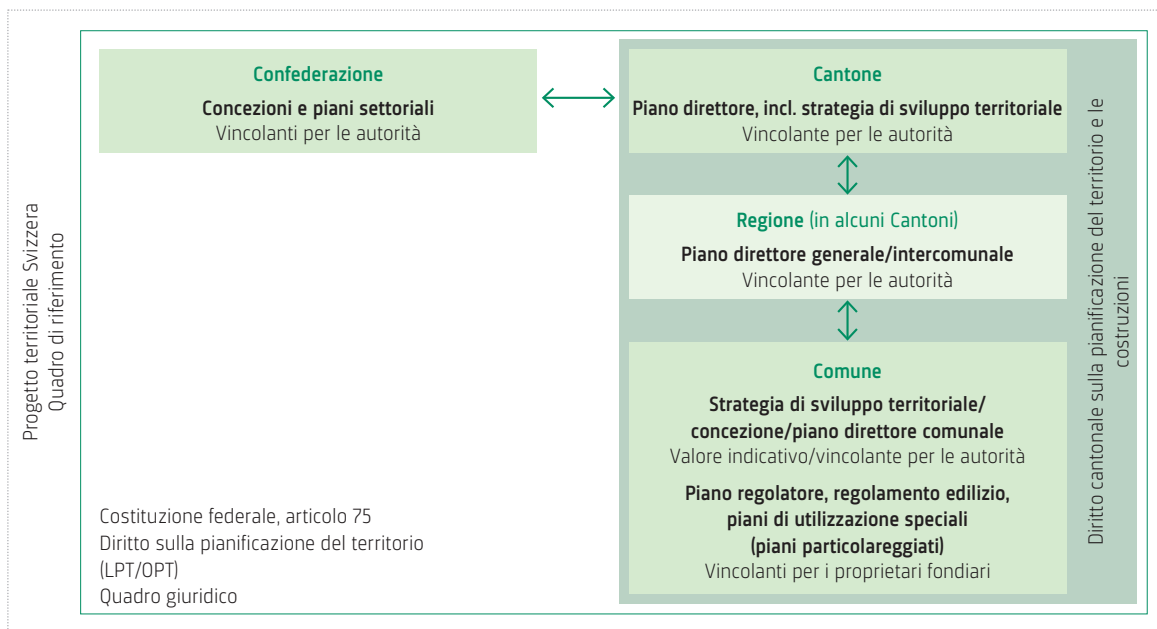 Progetto territoriale Svizzera
Quadro di riferimento
Confederazione
Concezioni e piani settoriali
Vincolanti per le autorità
Cantone
Piano direttore, incl. strategia di sviluppo territoriale
Vincolante per le autorità
Regione (in alcuni Cantoni)
Piano direttore generale/intercomunale
Vincolante per le autorità
Comune
Strategia di sviluppo territoriale/
concezione/piano direttore comunale
Valore indicativo/vincolante per le autorità
Piano regolatore, regolamento edilizio,
piani di utilizzazione speciali
(piani particolareggiati)
Vincolanti per i proprietari fondiari
Diritto cantonale sulla pianificazione del territorio e le
costruzioni
Costituzione federale, articolo 75
Diritto sulla pianificazione del territorio
(LPT/OPT)
Quadro giuridico